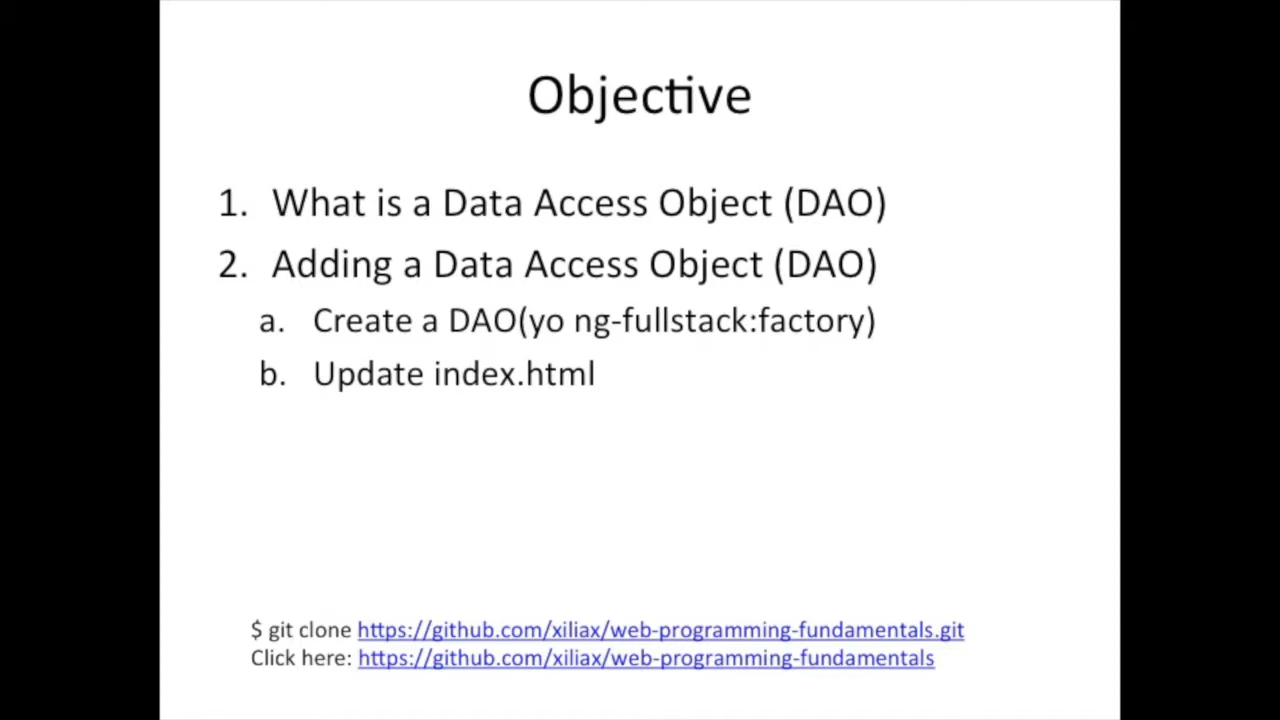 Objective
1. What is a Data Access Object (DAO)
2. Adding a Data Access Object (DAO)
a. Create a DAO(yo ng-fullstack:factory)
b. Update index.html
$ git clone https://github.com/xiliax/web-programming-fundamentals.git
Click here: https://github.com/xiliax/web-programming-fundamentals